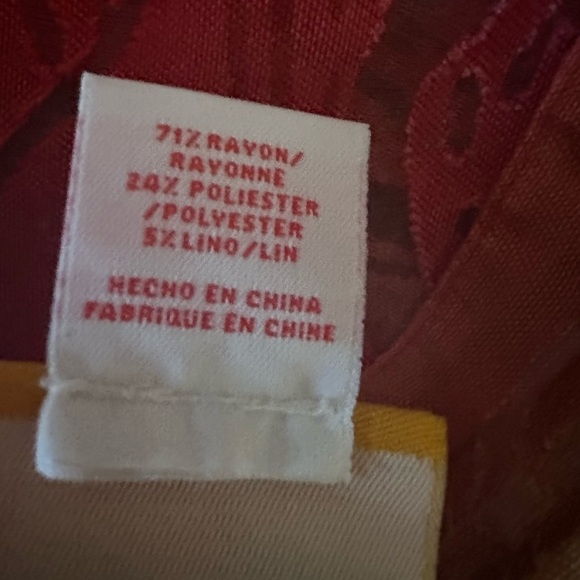 71% RAYON/
RAYONNE
24% POLIESTER
/POLYESTER
5% LINO/LIN
HECHO EN CHINA
FABRIQUE EN CHINE